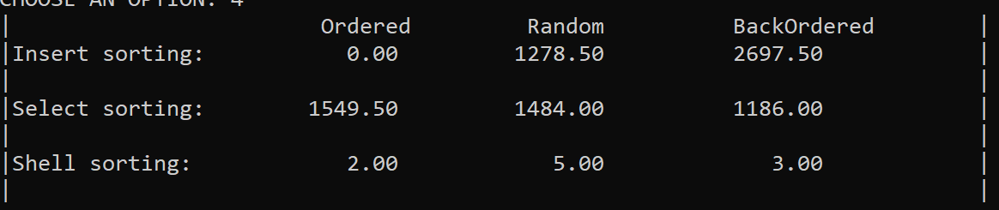 CHOOSE AN OPTION: 4
| Ordered Random BackOrdered |
|Insert sorting: 0.00 1278.50 2697.50 |
| |
|Select sorting: 1549.50 1484.00 1186.00 |
| |
|Shell sorting: 2.00 5.00 3.00 |
| |